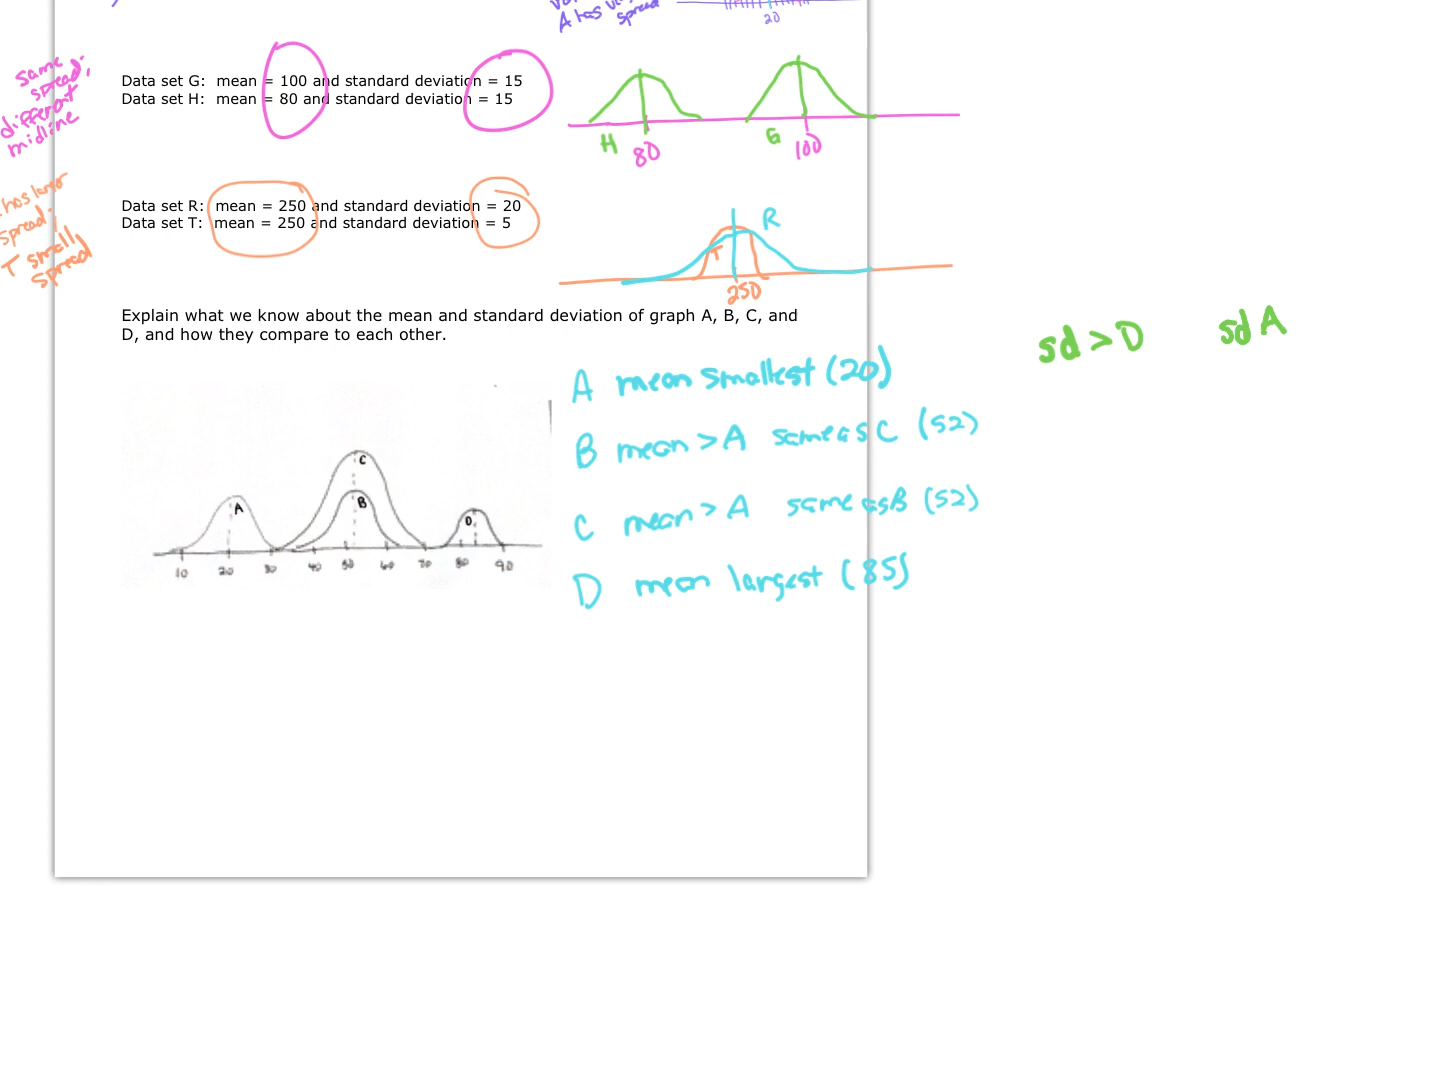 A has
spread
20
same
spread;
different
midline
Data set G: mean = 100 and standard deviation = 15
Data set H: mean = 80 and standard deviation = 15
H 80 G 100
has larger
spread;
T small
spread
Data set R: mean = 250 and standard deviation = 20
Data set T: mean = 250 and standard deviation = 5
R
T
250
Explain what we know about the mean and standard deviation of graph A, B, C, and
D, and how they compare to each other.
sd > D sd A
A mean smallest (20)
B mean > A same as C (52)
C mean > A same as B (52)
D mean largest (85)
C
A B D
10 20 30 40 50 60 70 80 90